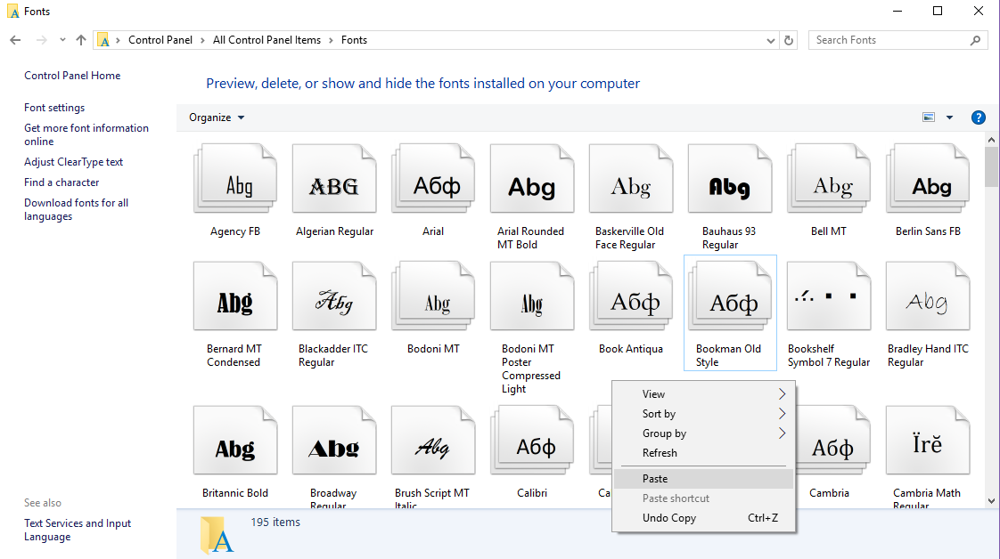 Fonts
Control Panel > All Control Panel Items > Fonts
Search Fonts
Control Panel Home
Font settings
Get more font information
online
Adjust ClearType text
Find a character
Download fonts for all
languages
See also
Text Services and Input
Language
Preview, delete, or show and hide the fonts installed on your computer
Organize
Abg ABG Абф Abg Abg Abg Abg Abg
Agency FB
Algerian Regular
Arial
Arial Rounded
MT Bold
Baskerville Old
Face Regular
Bauhaus 93
Regular
Bell MT
Berlin Sans FB
Abg Abg Abg Abg Абф Абф Abg
Bernard MT
Condensed
Blackadder ITC
Regular
Bodoni MT
Bodoni MT
Poster
Compressed
Light
Book Antiqua
Bookman Old
Style
Bookshelf
Symbol 7 Regular
Bradley Hand ITC
Regular
Abg Abg Abg Абф Абф Ïrĕ
Britannic Bold
Broadway
Regular
Brush Script MT
Italic
Calibri
Ca
Cambria
Cambria Math
Regular
View
Sort by
Group by
Refresh
Paste
Paste shortcut
Undo Copy Ctrl+Z
195 items